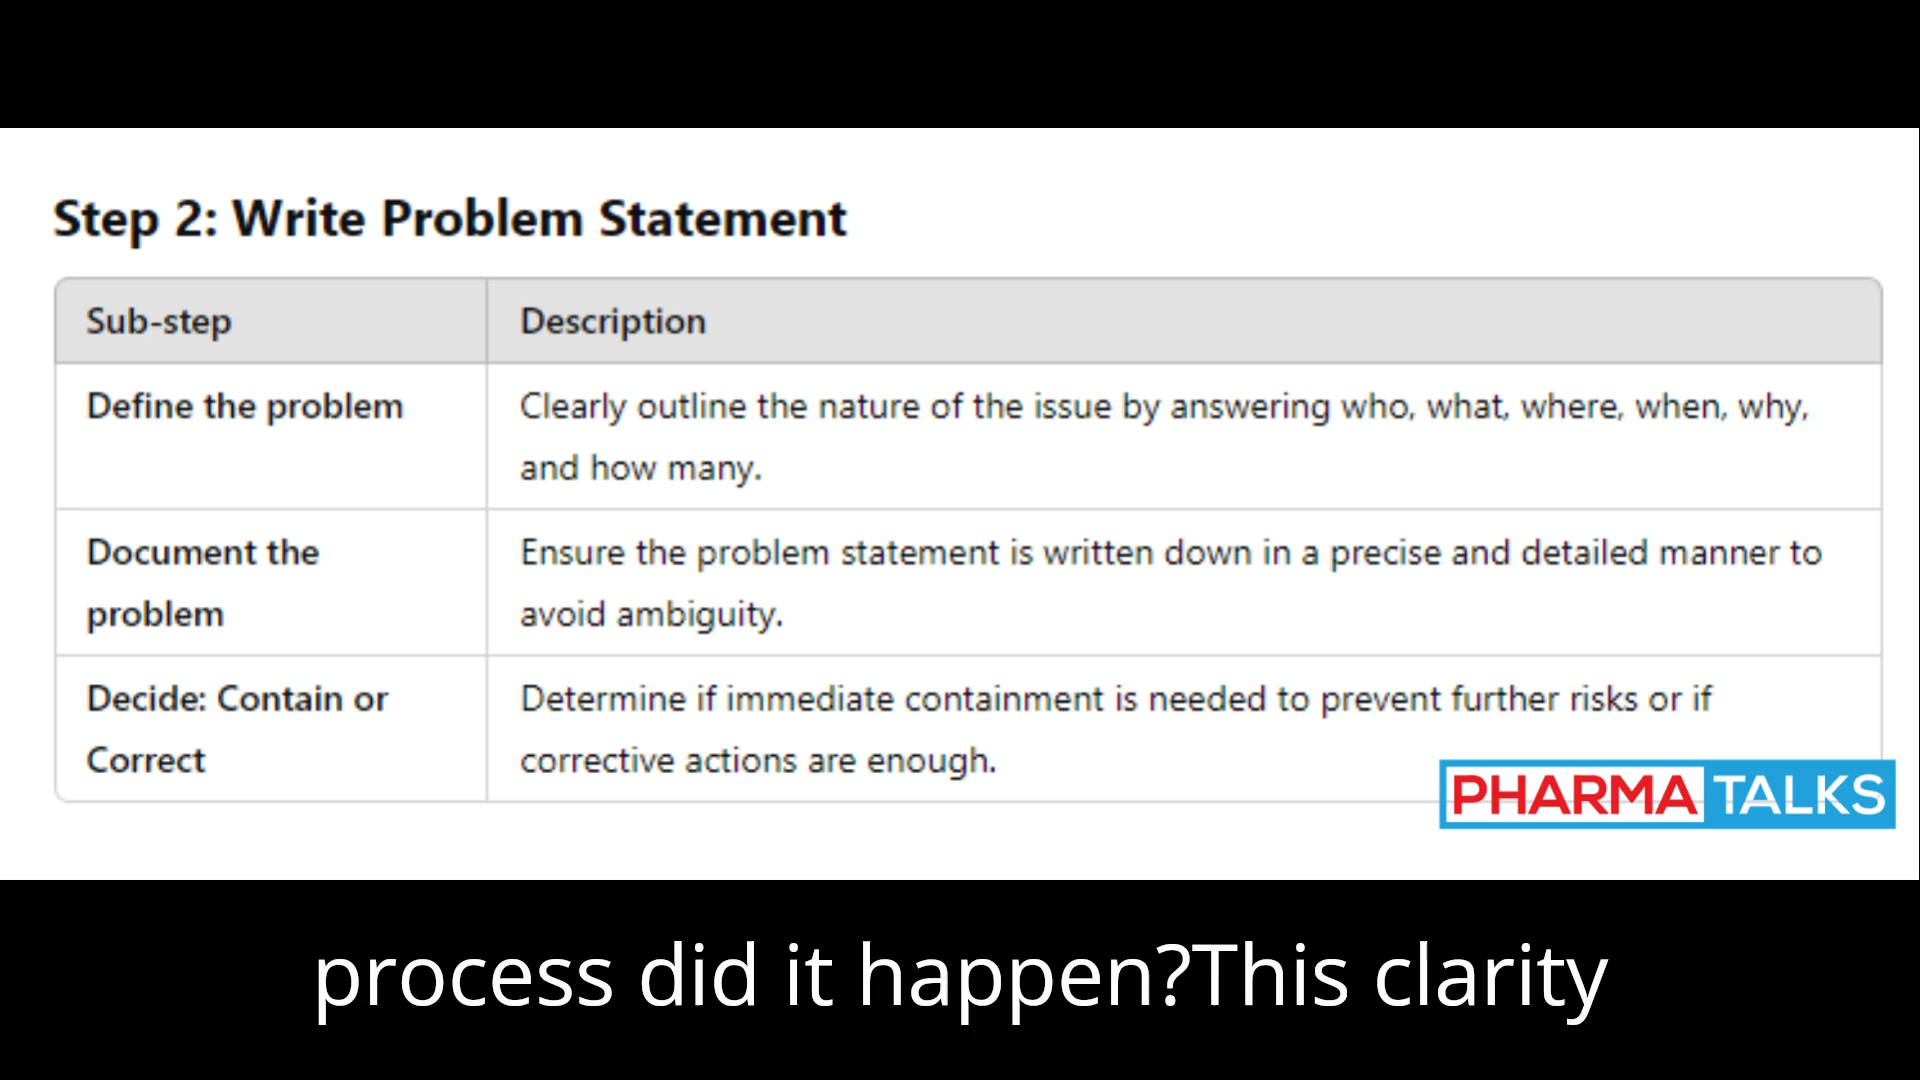 Step 2: Write Problem Statement
Sub-step
Description
Define the problem
Clearly outline the nature of the issue by answering who, what, where, when, why,
and how many.
Document the
problem
Ensure the problem statement is written down in a precise and detailed manner to
avoid ambiguity.
Decide: Contain or
Correct
Determine if immediate containment is needed to prevent further risks or if
corrective actions are enough.
PHARMA TALKS
process did it happen?This clarity